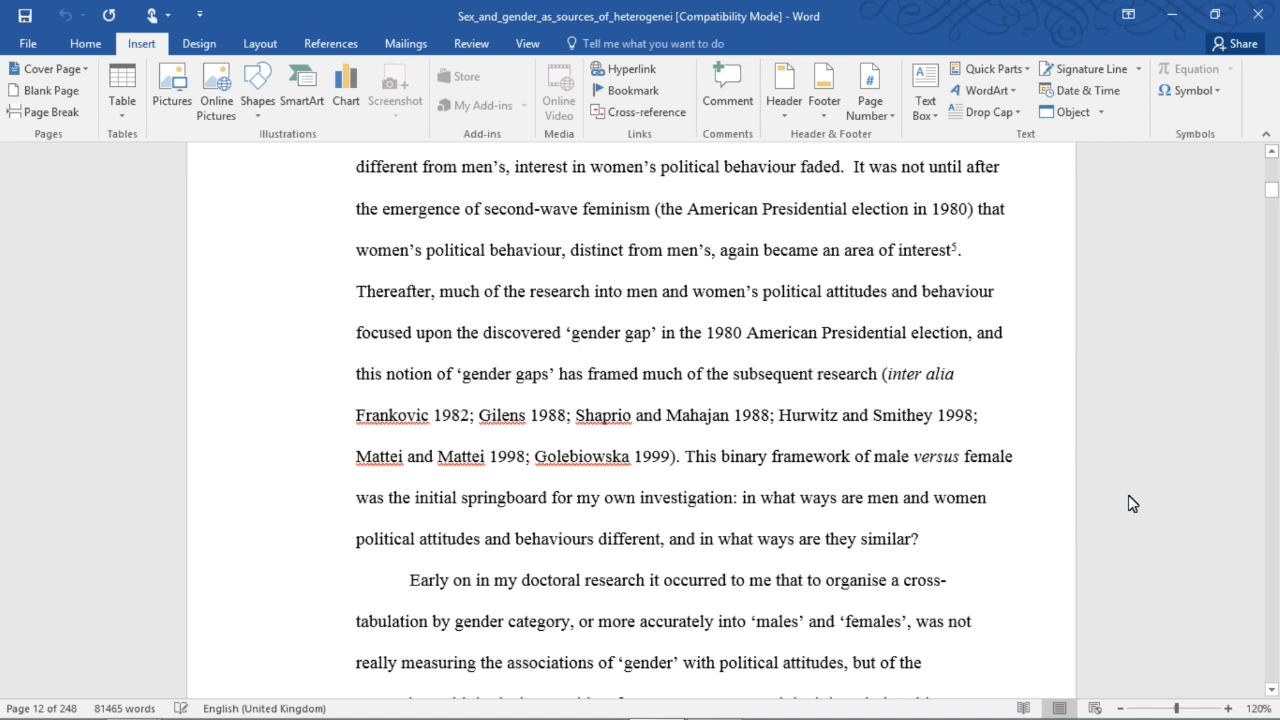 Sex_and_gender_as_sources_of_heterogenei [Compatibility Mode] - Word
File Home Insert Design Layout References Mailings Review View Tell me what you want to do Share
Cover Page
Blank Page
Page Break
Pages
Table
Tables
Pictures
Online Pictures
Shapes
SmartArt
Chart
Screenshot
Illustrations
Store
My Add-ins
Add-ins
Online Video
Media
Hyperlink
Bookmark
Cross-reference
Links
Comment
Comments
Header
Footer
Page Number
Header & Footer
Text Box
Quick Parts
WordArt
Drop Cap
Signature Line
Date & Time
Object
Text
Equation
Symbol
Symbols
different from men’s, interest in women’s political behaviour faded. It was not until after
the emergence of second-wave feminism (the American Presidential election in 1980) that
women’s political behaviour, distinct from men’s, again became an area of interest⁵.
Thereafter, much of the research into men and women’s political attitudes and behaviour
focused upon the discovered ‘gender gap’ in the 1980 American Presidential election, and
this notion of ‘gender gaps’ has framed much of the subsequent research (inter alia
Frankovic 1982; Gilens 1988; Shaprio and Mahajan 1988; Hurwitz and Smithey 1998;
Mattei and Mattei 1998; Golebiowska 1999). This binary framework of male versus female
was the initial springboard for my own investigation: in what ways are men and women
political attitudes and behaviours different, and in what ways are they similar?
Early on in my doctoral research it occurred to me that to organise a cross-
tabulation by gender category, or more accurately into ‘males’ and ‘females’, was not
really measuring the associations of ‘gender’ with political attitudes, but of the
Page 12 of 248 81465 words English (United Kingdom) 120%